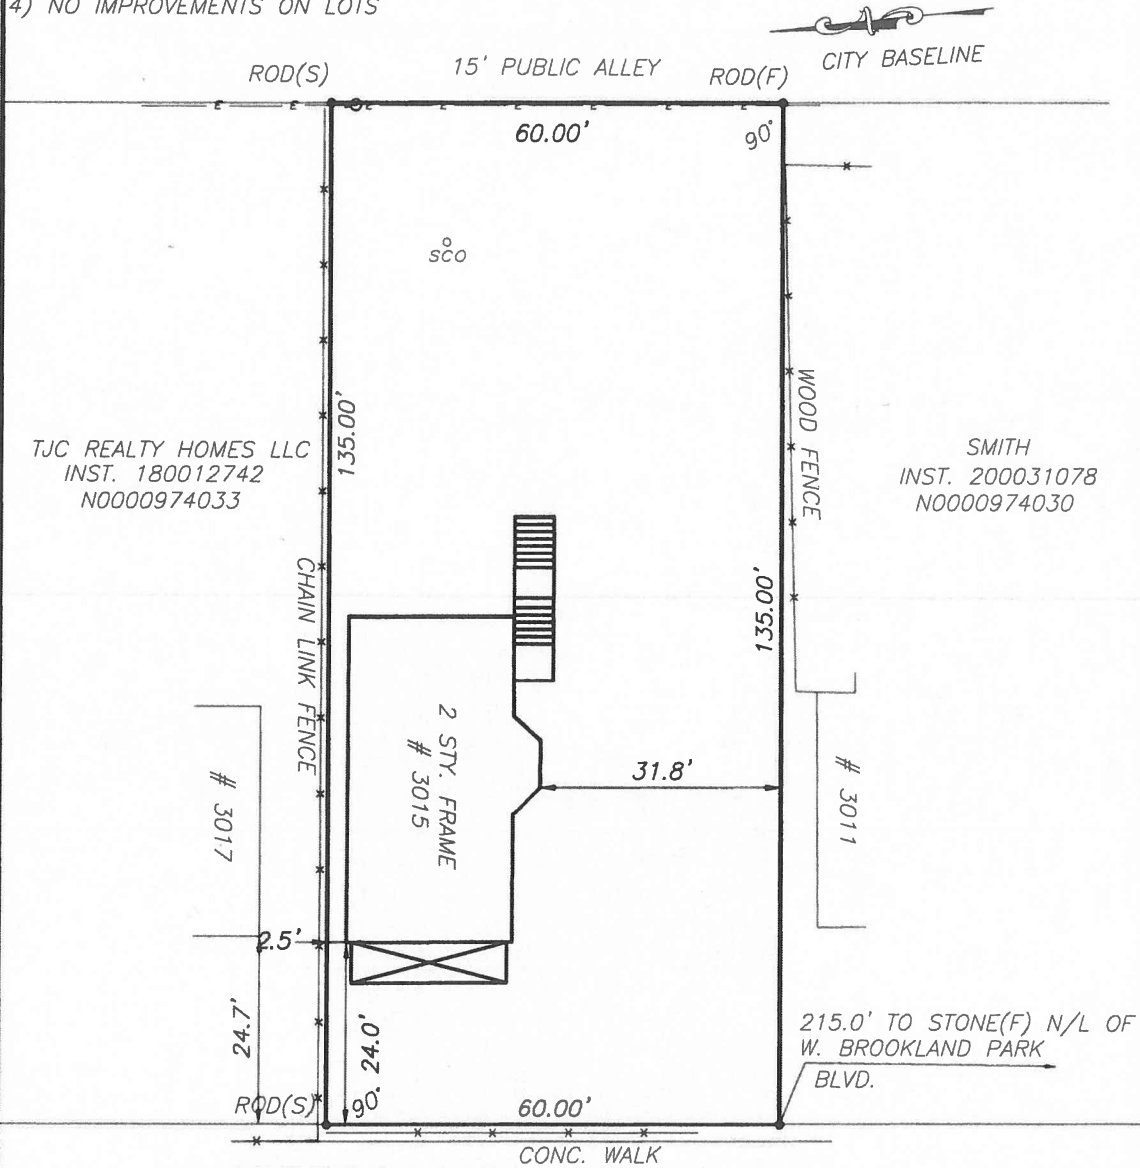 4) NO IMPROVEMENTS ON LOTS
N
CITY BASELINE
ROD(S)
15' PUBLIC ALLEY
ROD(F)
E E E E E E E E
60.00'
90°
SCO
135.00'
WOOD FENCE
TJC REALTY HOMES LLC
INST. 180012742
N0000974033
SMITH
INST. 200031078
N0000974030
CHAIN LINK FENCE
135.00'
2 STY. FRAME
# 3015
31.8'
# 3017
# 3011
2.5'
24.7'
24.0'
215.0' TO STONE(F) N/L OF
W. BROOKLAND PARK
BLVD.
ROD(S)
90°
60.00'
CONC. WALK